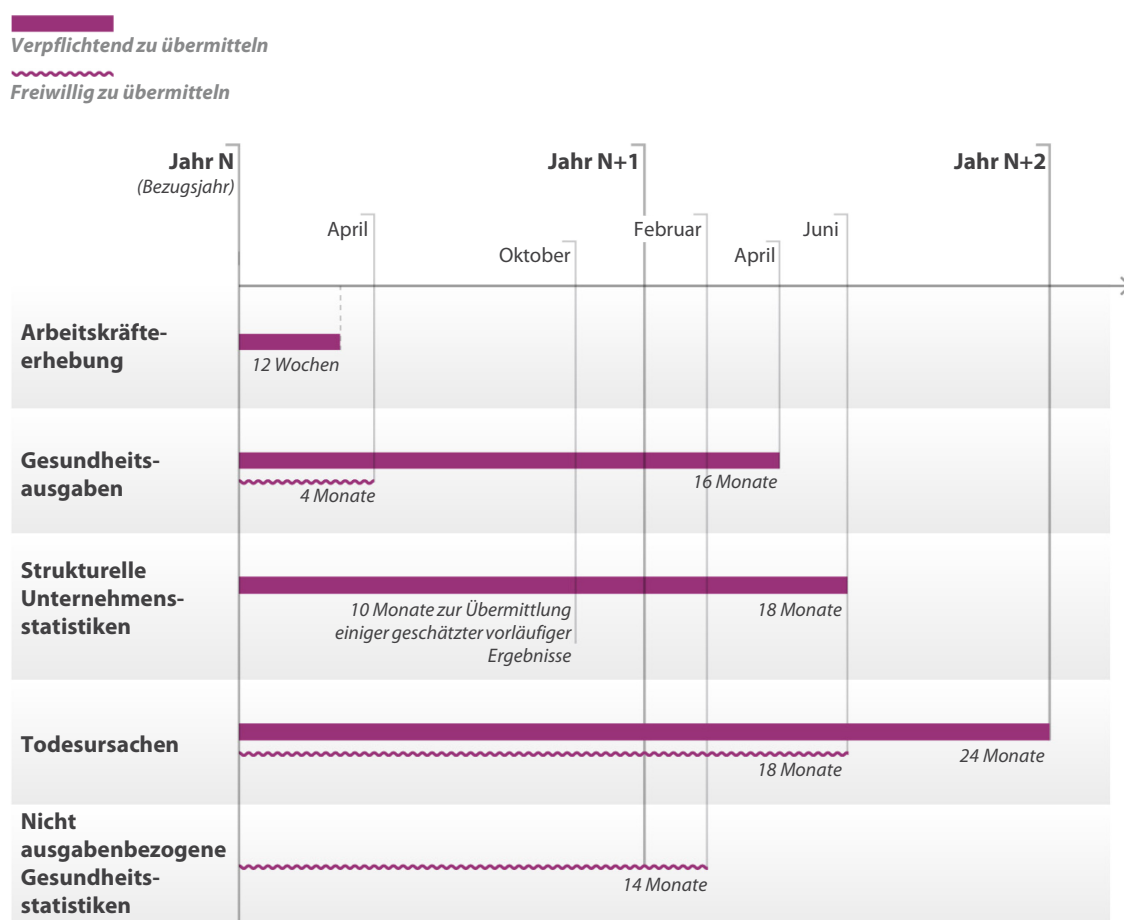 Verpflichtend zu übermitteln
Freiwillig zu übermitteln
Jahr N
(Bezugsjahr)
Jahr N+1
Jahr N+2
April
Oktober
Februar
April
Juni
Arbeitskräfte-
erhebung
12 Wochen
Gesundheits-
ausgaben
4 Monate
16 Monate
Strukturelle
Unternehmens-
statistiken
10 Monate zur Übermittlung
einiger geschätzter vorläufiger
Ergebnisse
18 Monate
Todesursachen
18 Monate
24 Monate
Nicht
ausgabenbezogene
Gesundheits-
statistiken
14 Monate